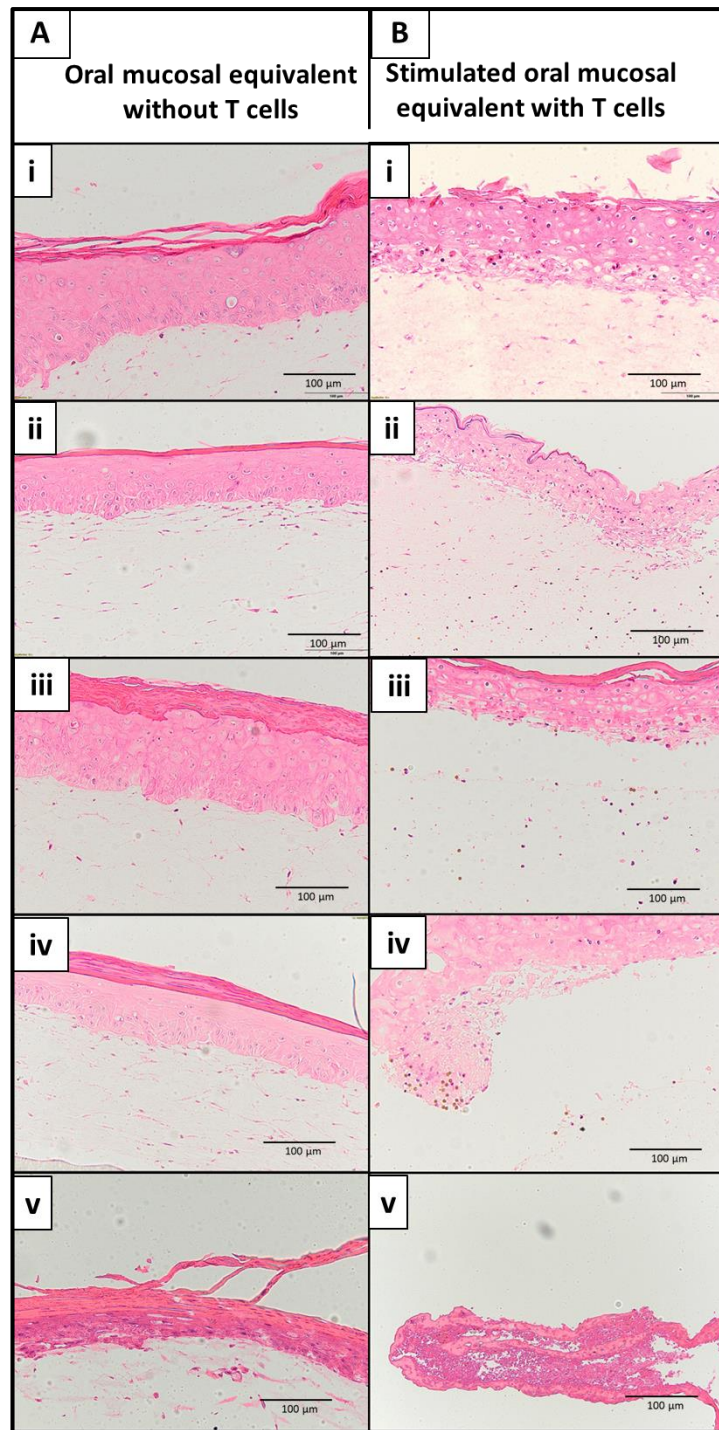 A
Oral mucosal equivalent
without T cells
B
Stimulated oral mucosal
equivalent with T cells
i
100 µm
i
100 µm
ii
100 µm
ii
100 µm
iii
100 µm
iii
100 µm
iv
100 µm
iv
100 µm
v
100 µm
v
100 µm